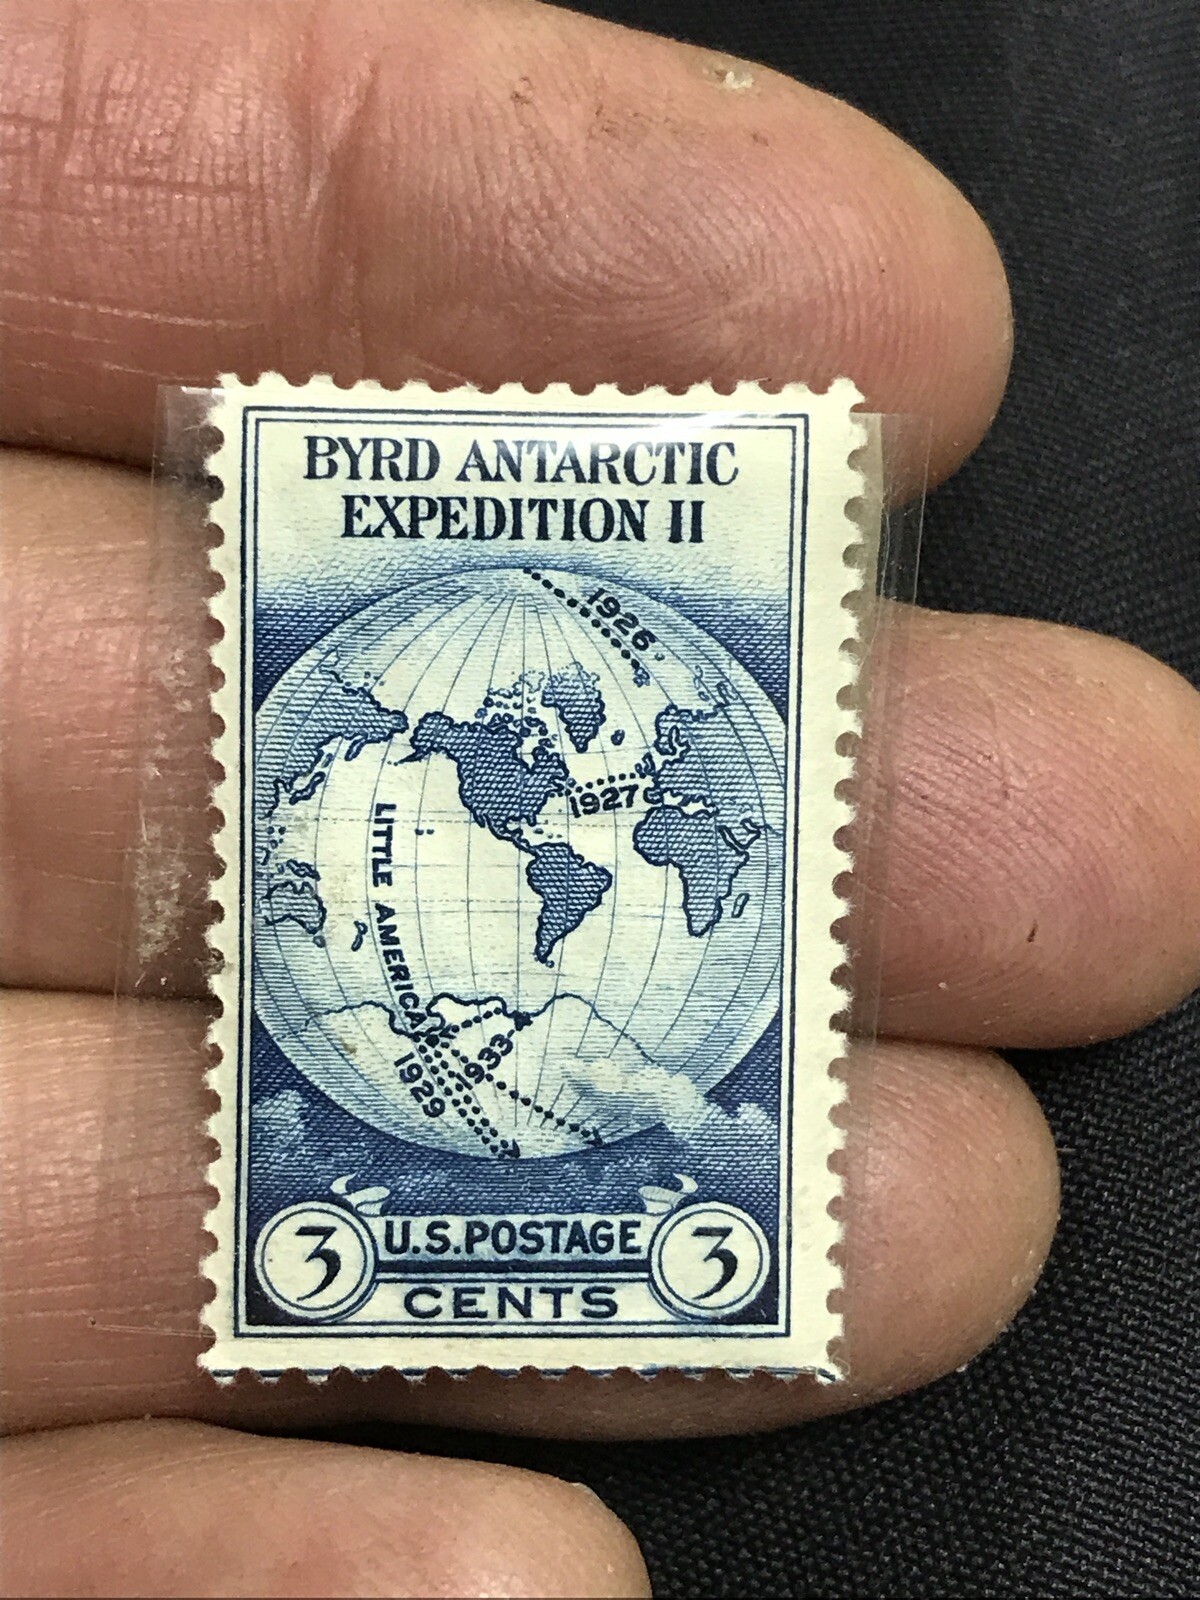 BYRD ANTARCTIC
EXPEDITION II
1926
1927
LITTLE AMERICA
1933
1929
3 U.S. POSTAGE 3
CENTS